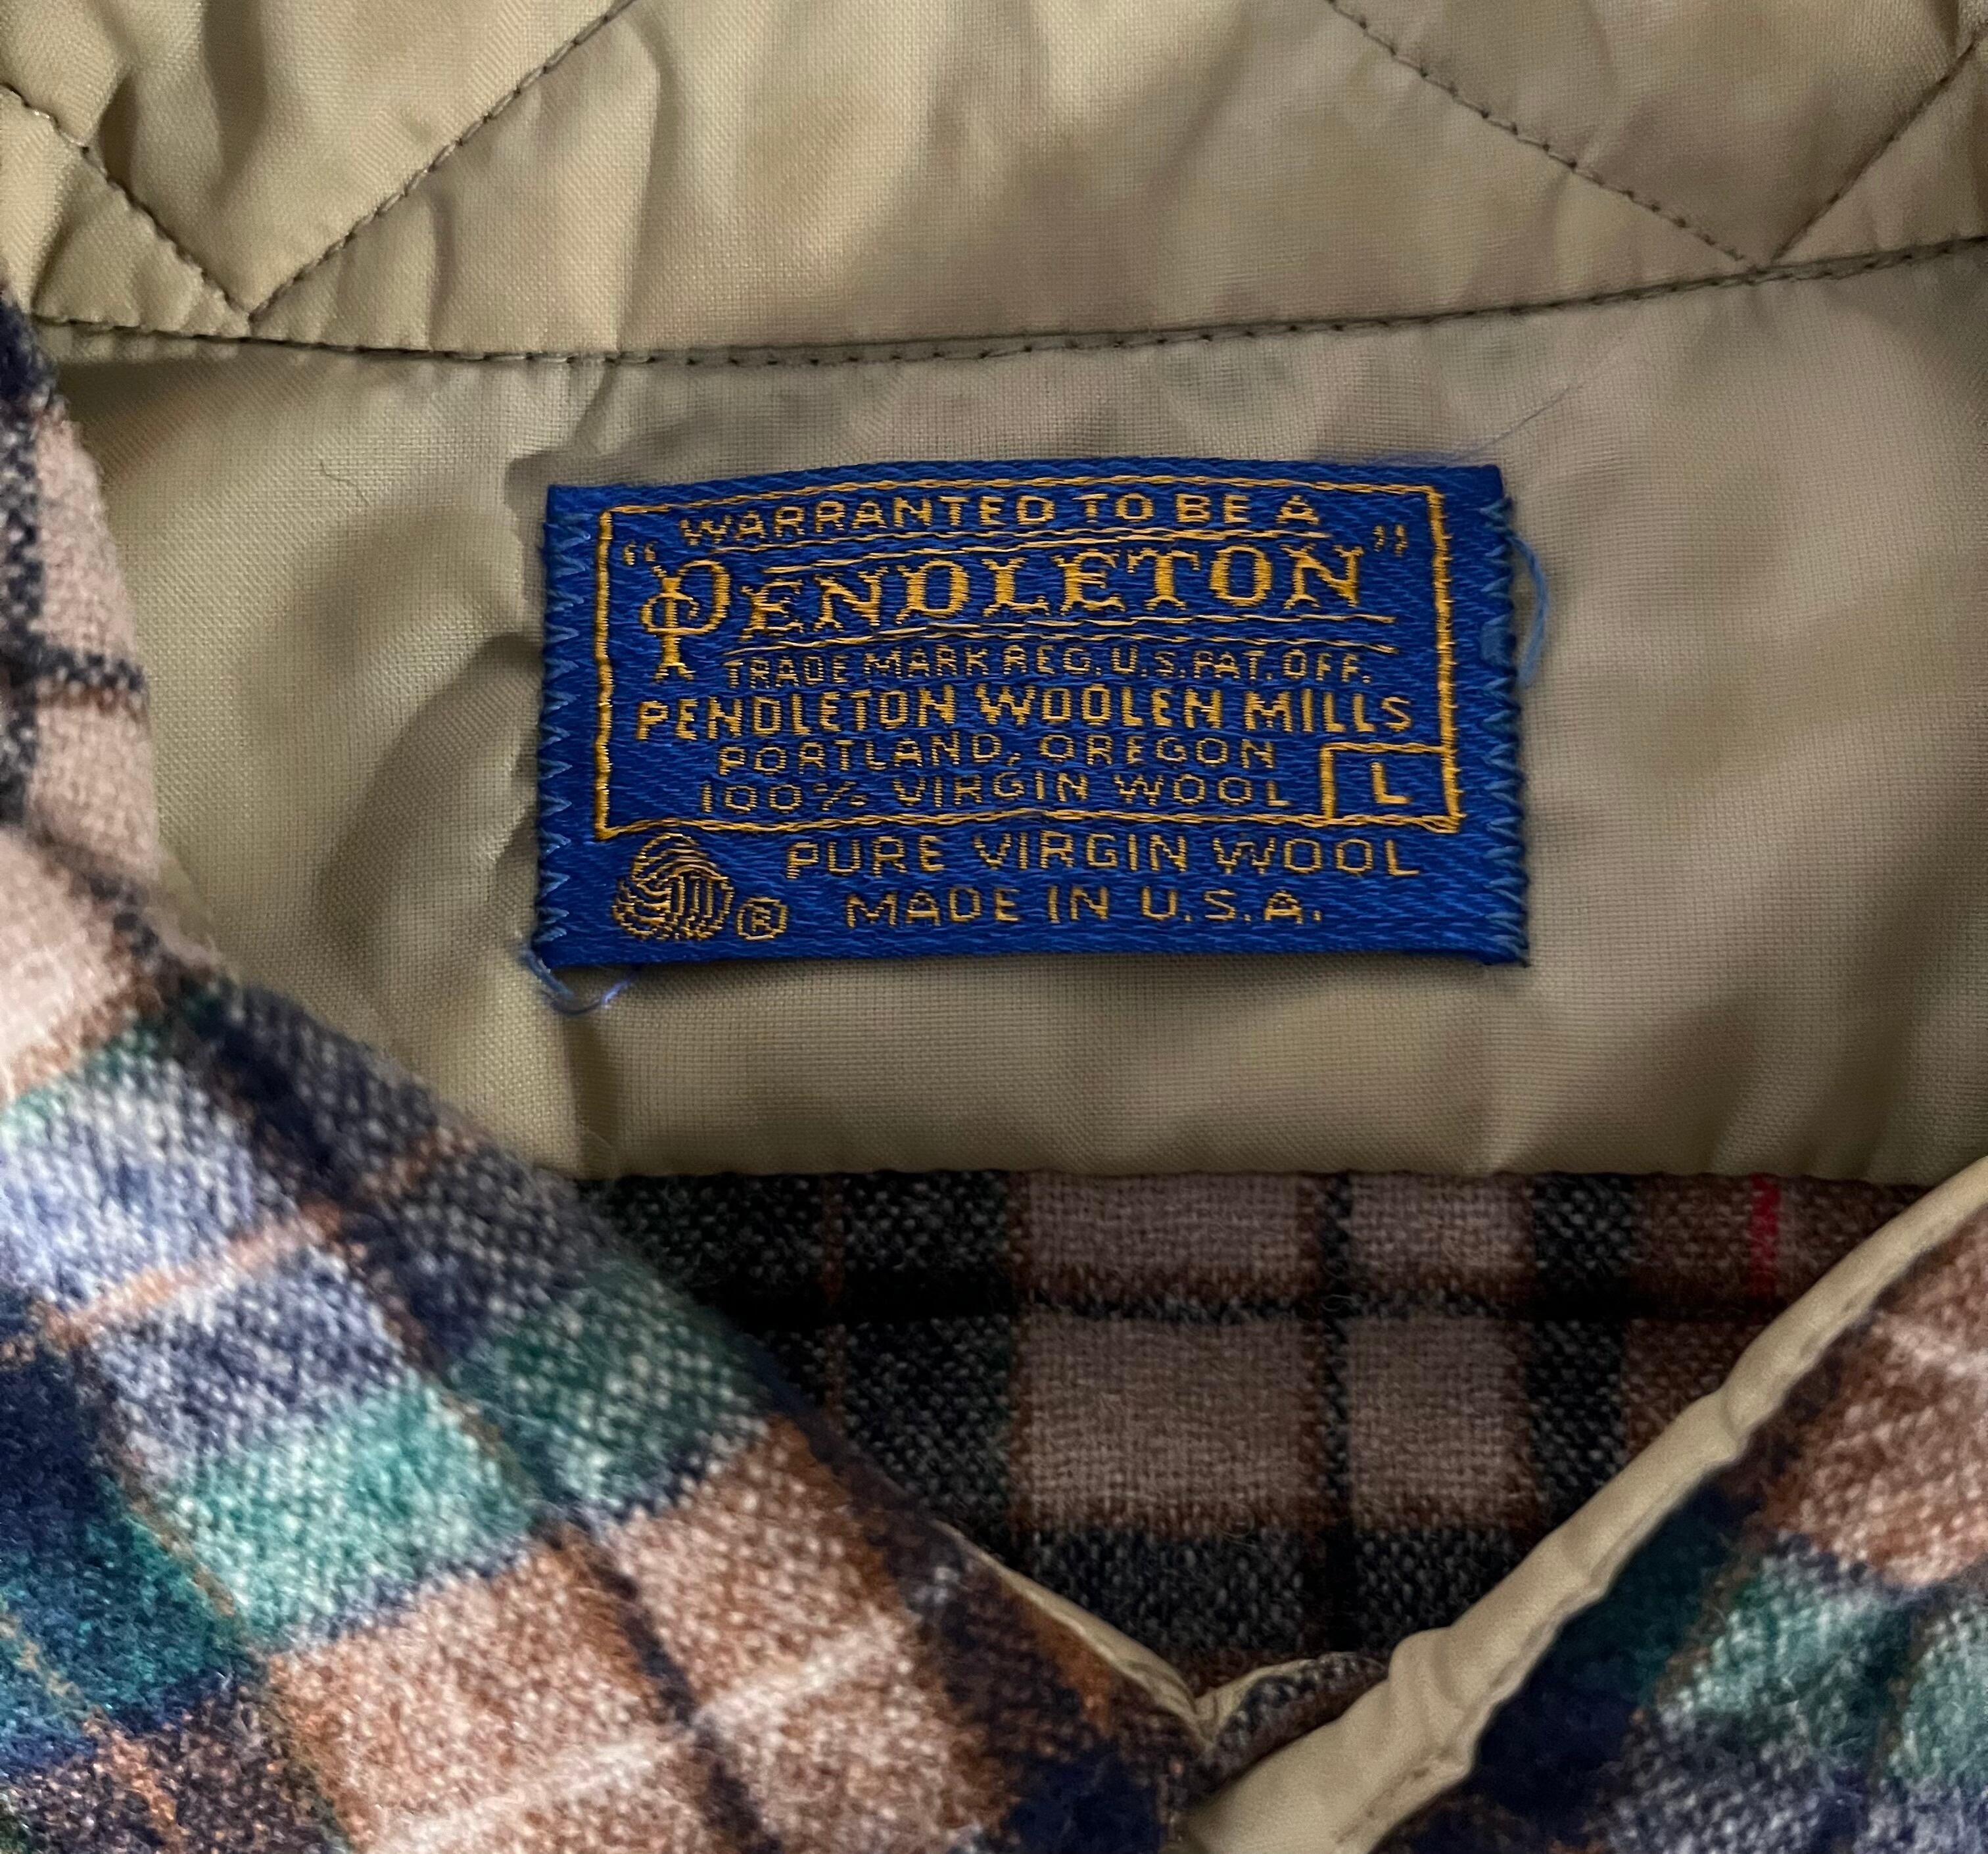 WARRANTED TO BE A
"PENDLETON"
TRADE MARK REG. U.S. PAT. OFF.
PENDLETON WOOLEN MILLS
PORTLAND, OREGON
100% VIRGIN WOOL L
PURE VIRGIN WOOL
® MADE IN U.S.A.